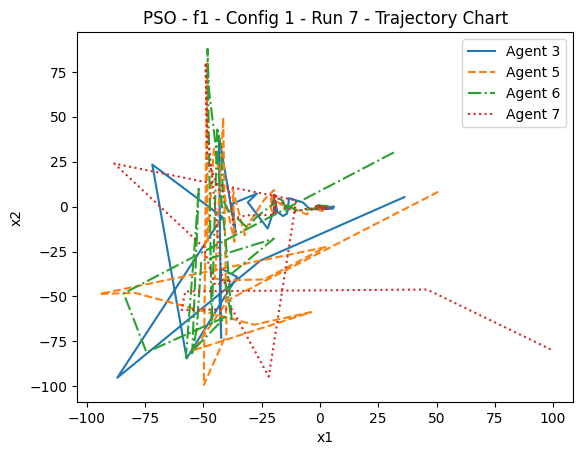 PSO - f1 - Config 1 - Run 7 - Trajectory Chart
Agent 3
Agent 5
Agent 6
Agent 7
x2
75
50
25
0
−25
−50
−75
−100
−100
−75
−50
−25
0
25
50
75
100
x1